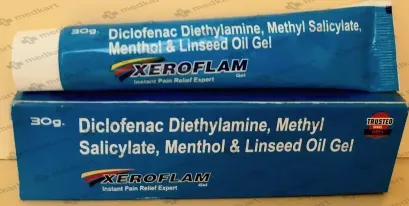 30g. Diclofenac Diethylamine, Methyl Salicylate,
Menthol & Linseed Oil Gel
XEROFLAM
Gel
Instant Pain Relief Expert
30g. Diclofenac Diethylamine, Methyl
Salicylate, Menthol & Linseed Oil Gel
TRUSTED
XEROFLAM
Gel
Instant Pain Relief Expert
medkart